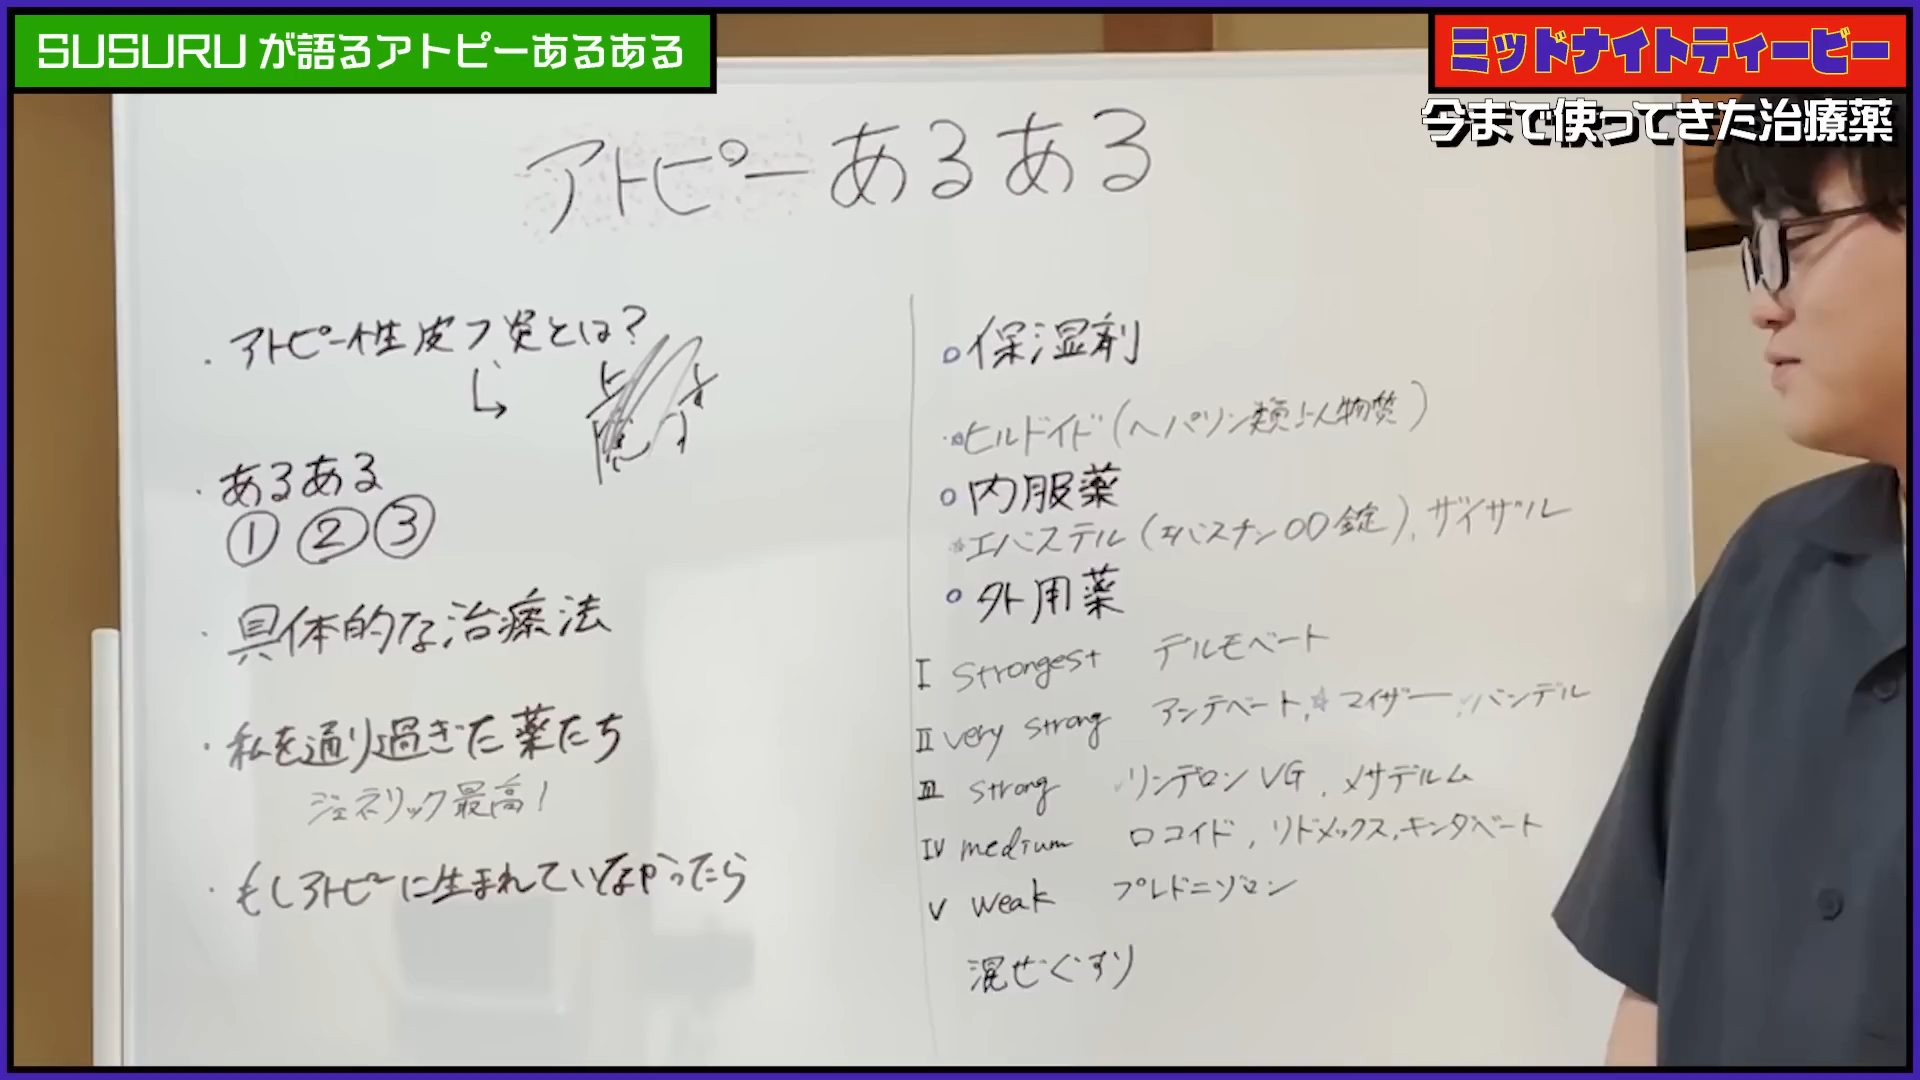 SUSURUが語るアトピーあるある
ミッドナイトティービー
今まで使ってきた治療薬
アトピーあるある
・アトピー性皮フ炎とは?
・あるある
① ② ③
・具体的な治療法
・私を通り過ぎた薬たち
ジェネリック最高!
・もしアトピーに生まれていなかったら
○保湿剤
ヒルドイド(ヘパリン類似物質)
○内服薬
エバステル(エバスチンOD錠)、ザイザル
○外用薬
I Strongest デルモベート
II very strong アンテベート、☆マイザー、パンデル
III strong リンデロンVG、メサデルム
IV medium ロコイド、リドメックス、キンダベート
V weak プレドニゾロン
混ぜぐすり